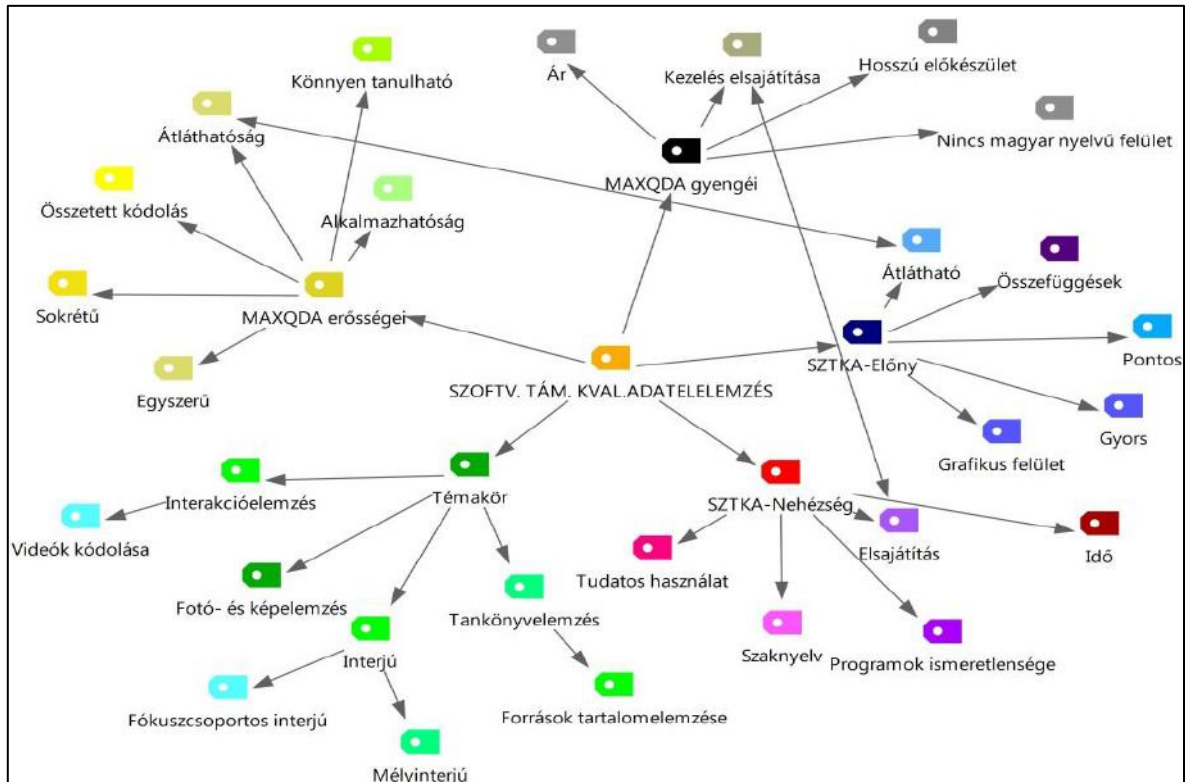 Könnyen tanulható
Ár
Kezelés elsajátítása
Hosszú előkészület
Átláthatóság
Nincs magyar nyelvű felület
MAXQDA gyengéi
Összetett kódolás
Alkalmazhatóság
Átlátható
Összefüggések
Sokrétű
MAXQDA erősségei
SZTKA-Előny
Pontos
Egyszerű
SZOFTV. TÁM. KVAL.ADATELELEMZÉS
Gyors
Grafikus felület
Interakcióelemzés
Témakör
SZTKA-Nehézség
Videók kódolása
Elsajátítás
Idő
Tudatos használat
Fotó- és képelemzés
Tankönyvelemzés
Interjú
Szaknyelv
Programok ismeretlensége
Fókuszcsoportos interjú
Források tartalomelemzése
Mélvinteriú